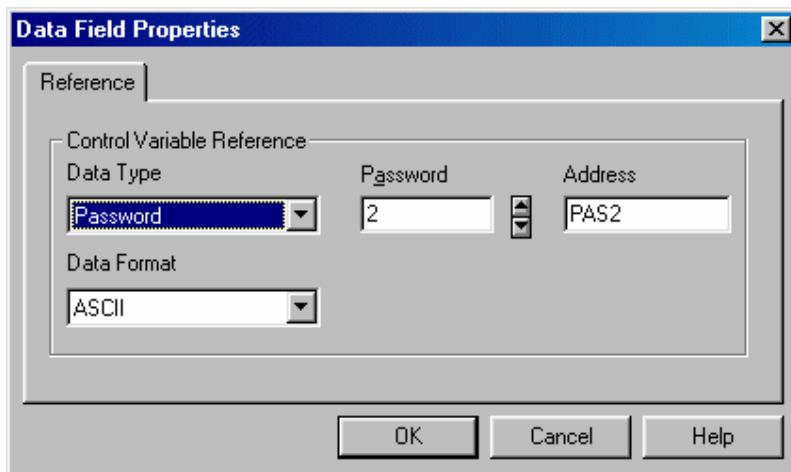 Data Field Properties
Reference
Control Variable Reference
Data Type Password Address
Password 2 PAS2
Data Format
ASCII
OK Cancel Help